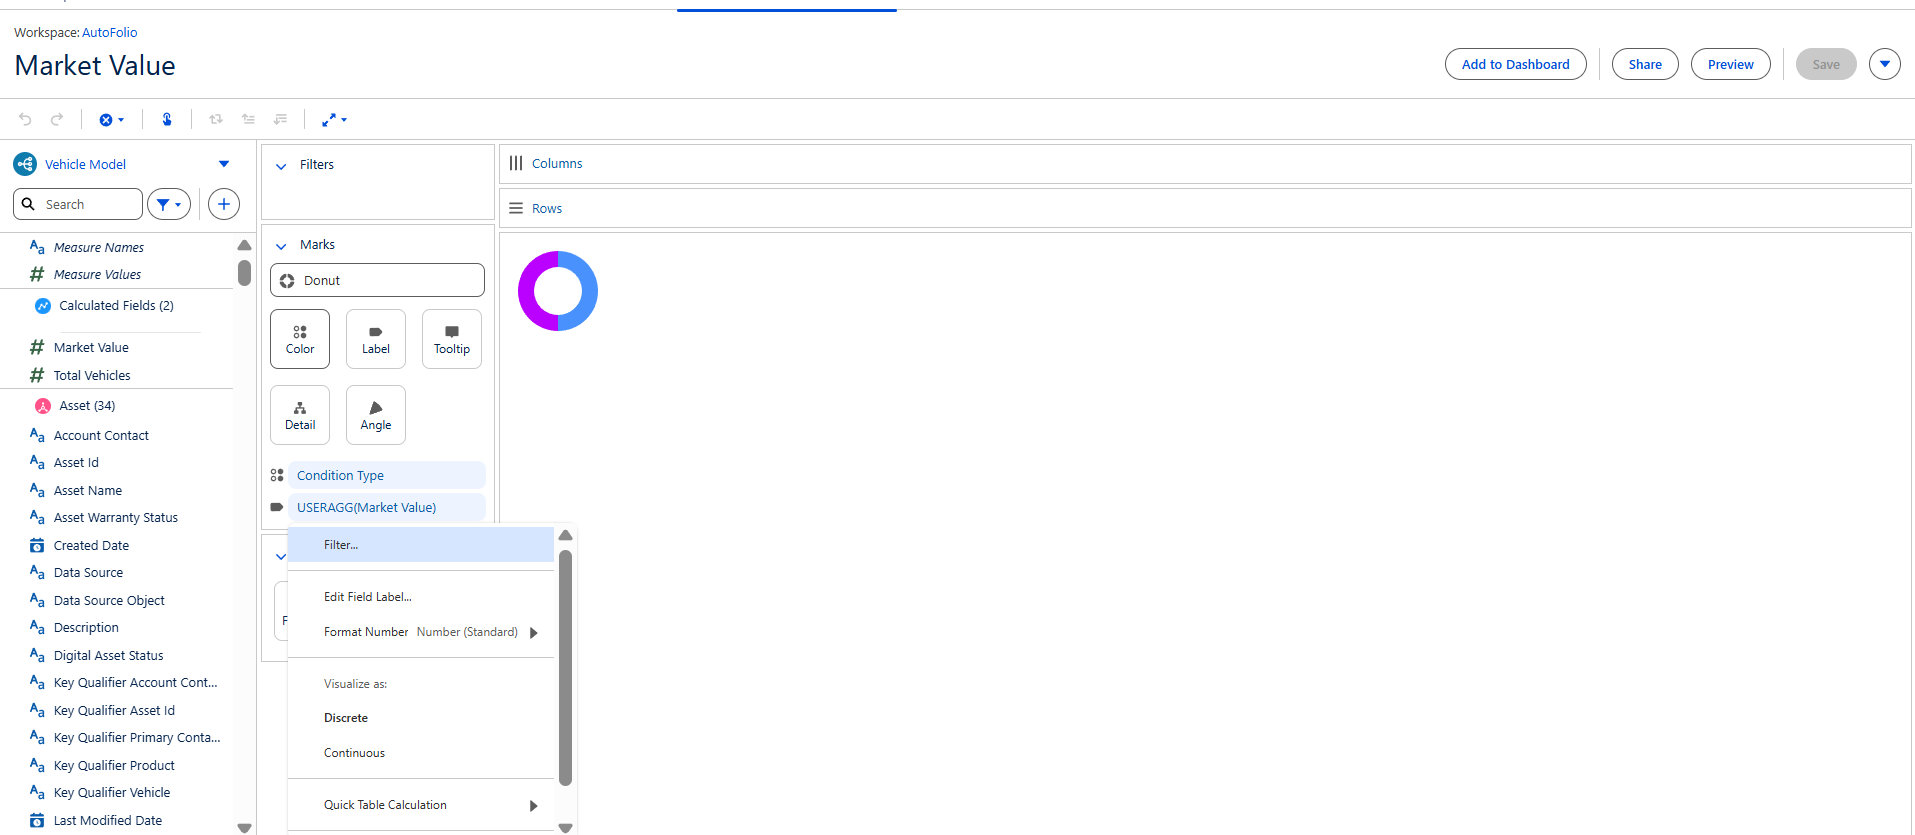 Workspace: AutoFolio
Market Value
Add to Dashboard
Share
Preview
Save
Vehicle Model
Search
Measure Names
Measure Values
Calculated Fields (2)
Market Value
Total Vehicles
Asset (34)
Account Contact
Asset Id
Asset Name
Asset Warranty Status
Created Date
Data Source
Data Source Object
Description
Digital Asset Status
Key Qualifier Account Cont...
Key Qualifier Asset Id
Key Qualifier Primary Conta...
Key Qualifier Product
Key Qualifier Vehicle
Last Modified Date
Filters
Marks
Donut
Color
Label
Tooltip
Detail
Angle
Condition Type
USERAGG(Market Value)
Filter...
Edit Field Label...
Format Number Number (Standard)
Visualize as:
Discrete
Continuous
Quick Table Calculation
Columns
Rows